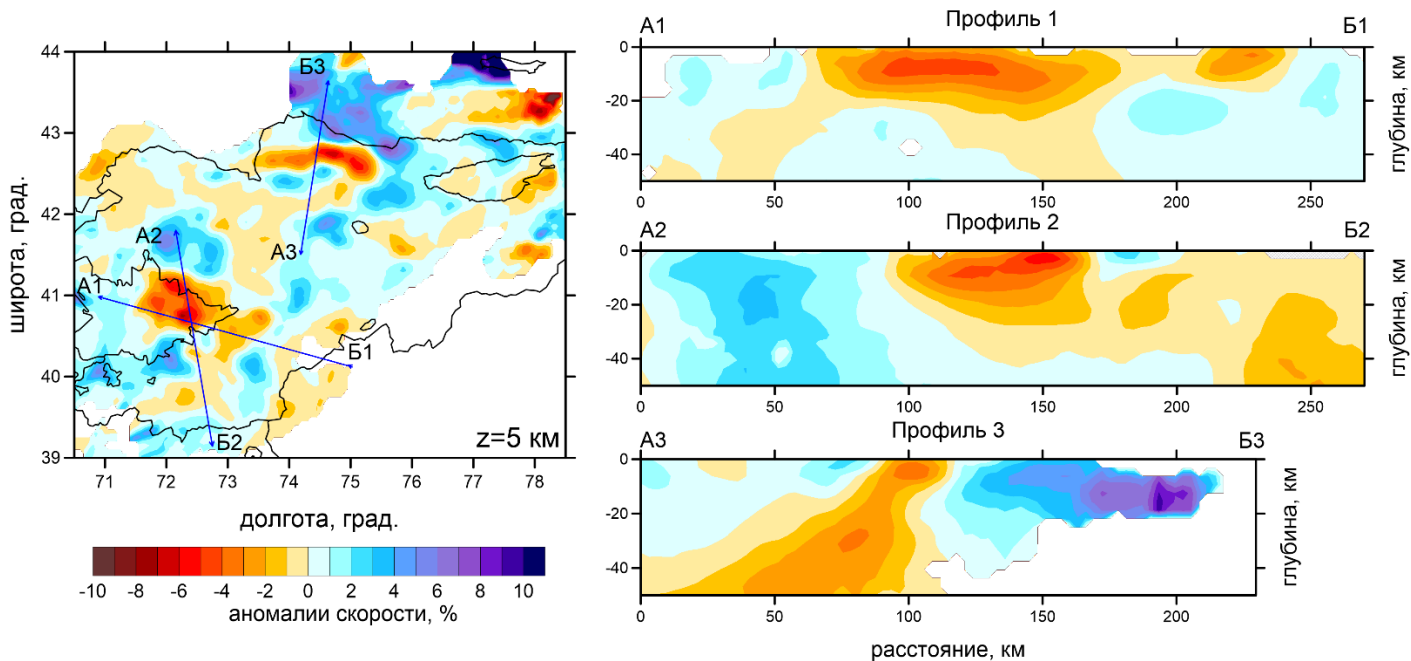 44
43
42
41
40
39
широта, град.
Б3
А2
А3
А1
Б1
Б2
z=5 км
71 72 73 74 75 76 77 78
долгота, град.
-10 -8 -6 -4 -2 0 2 4 6 8 10
аномалии скорости, %
А1 Профиль 1 Б1
0
-20
-40
глубина, км
0 50 100 150 200 250
А2 Профиль 2 Б2
0
-20
-40
глубина, км
0 50 100 150 200 250
А3 Профиль 3 Б3
0
-20
-40
глубина, км
0 50 100 150 200
расстояние, км